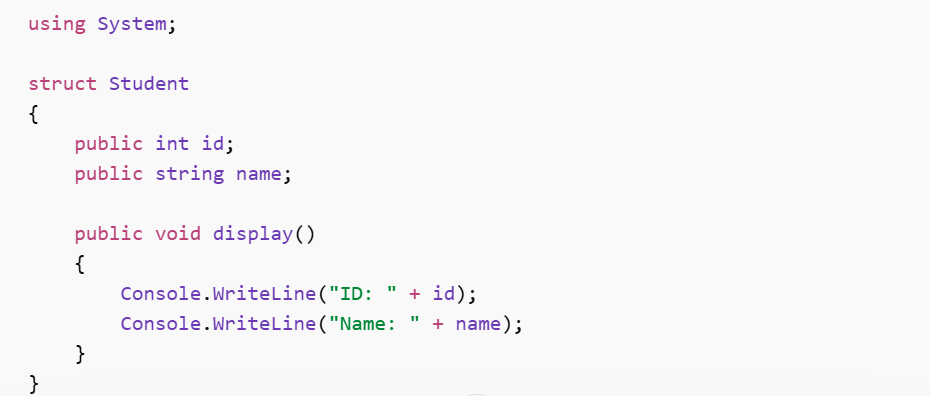 using System;

struct Student
{
    public int id;
    public string name;

    public void display()
    {
        Console.WriteLine("ID: " + id);
        Console.WriteLine("Name: " + name);
    }
}